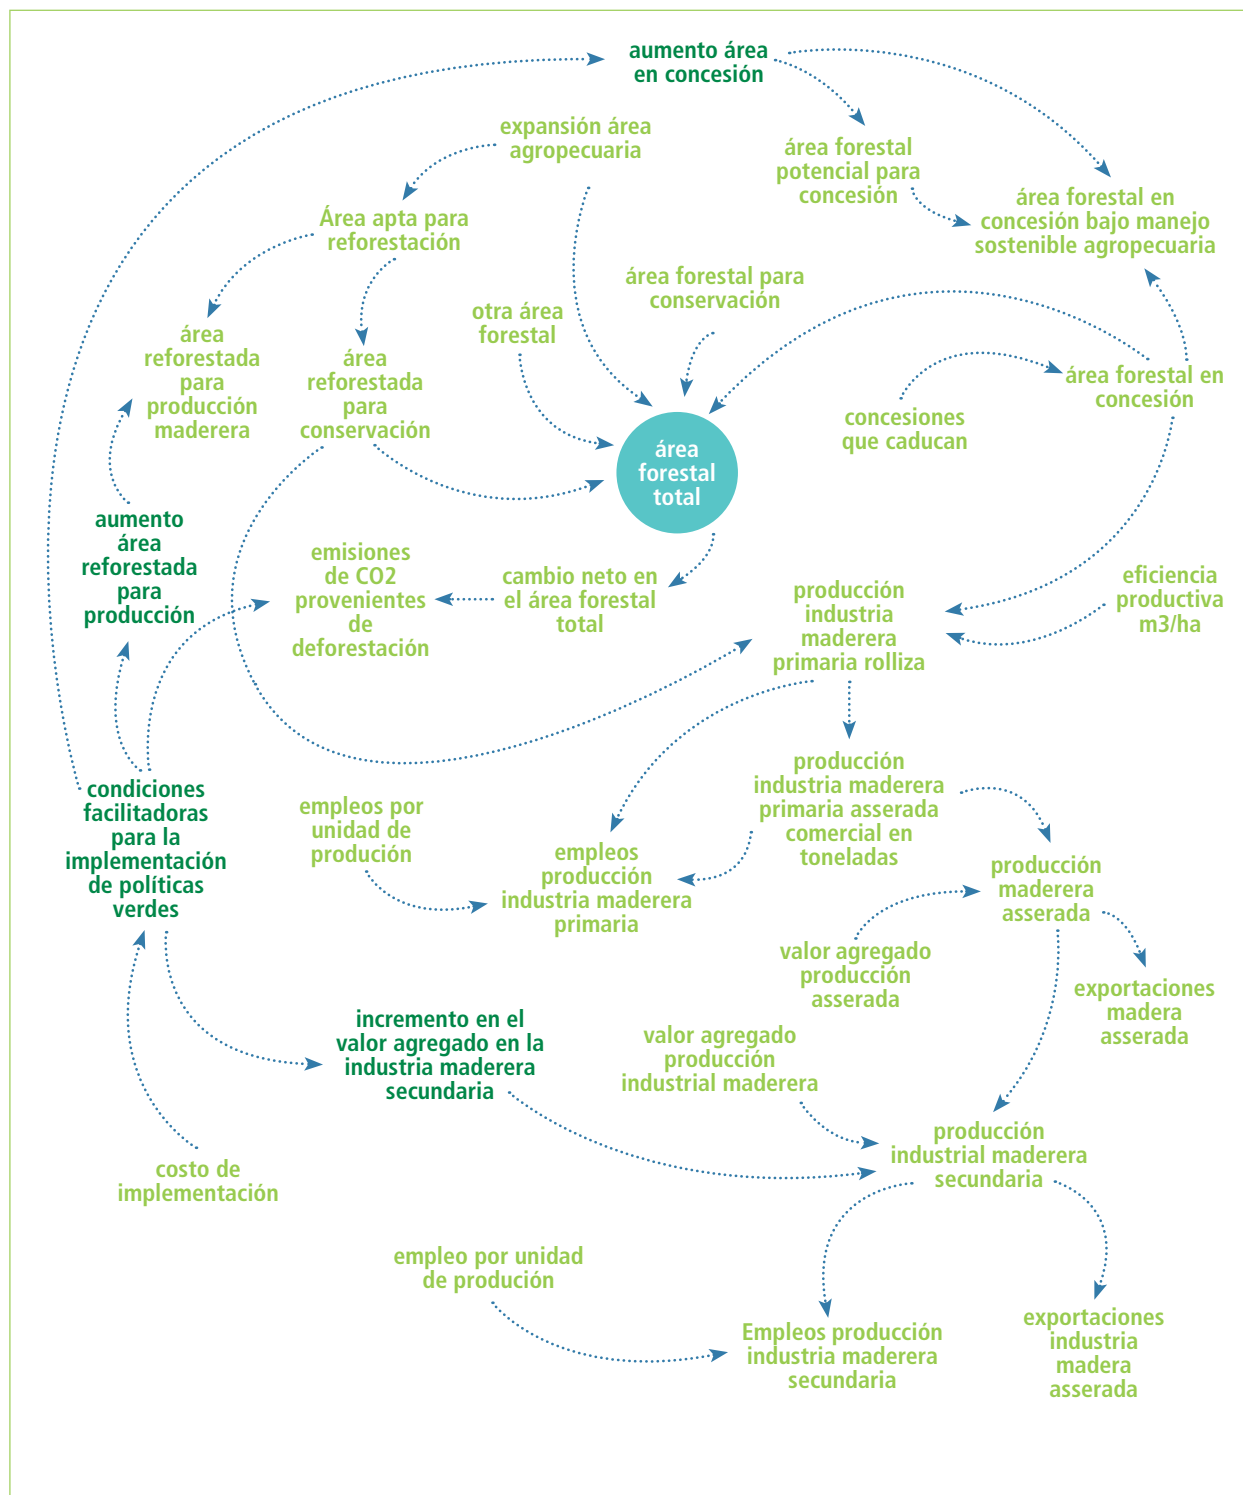 aumento área
en concesión
expansión área
agropecuaria
área forestal
potencial para
concesión
área forestal en
concesión bajo manejo
sostenible agropecuaria
Área apta para
reforestación
área forestal para
conservación
otra área
forestal
área
reforestada
para
producción
maderera
área
reforestada
para
conservación
área forestal en
concesión
concesiones
que caducan
área
forestal
total
aumento
área
reforestada
para
producción
emisiones
de CO2
provenientes
de
deforestación
cambio neto en
el área forestal
total
producción
industria
maderera
primaria rolliza
eficiencia
productiva
m3/ha
condiciones
facilitadoras
para la
implementación
de políticas
verdes
empleos por
unidad de
produción
producción
industria maderera
primaria asserada
comercial en
toneladas
empleos
producción
industria maderera
primaria
producción
maderera
asserada
valor agregado
producción
asserada
exportaciones
madera
asserada
incremento en el
valor agregado en la
industria maderera
secundaria
valor agregado
producción
industrial maderera
producción
industrial maderera
secundaria
costo de
implementación
empleo por unidad
de produción
Empleos producción
industria maderera
secundaria
exportaciones
industria
madera
asserada